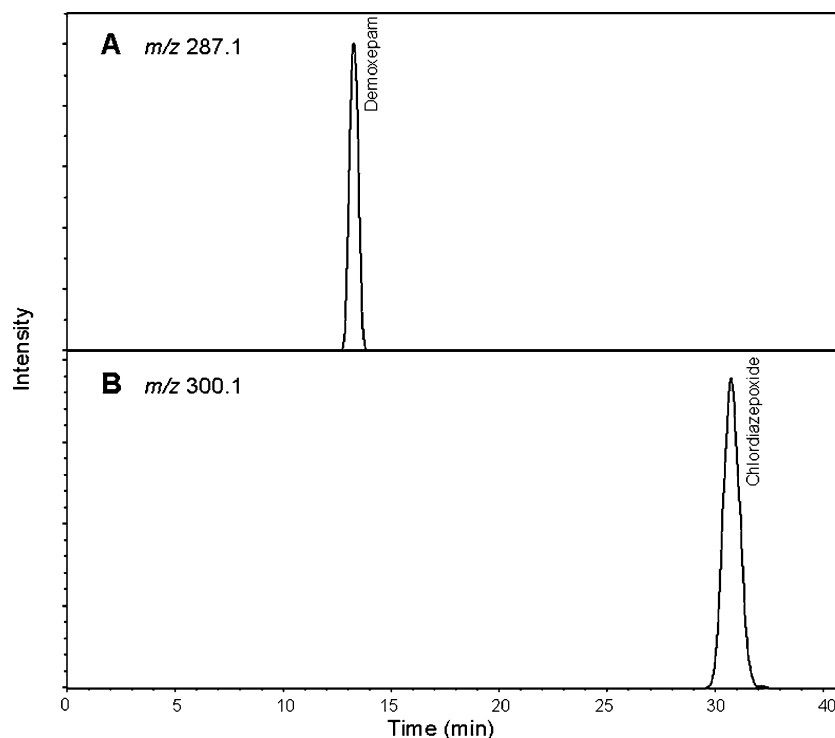 A m/z 287.1
Demoxepam
Intensity
B m/z 300.1
Chlordiazepoxide
0 5 10 15 20 25 30 35 40
Time (min)